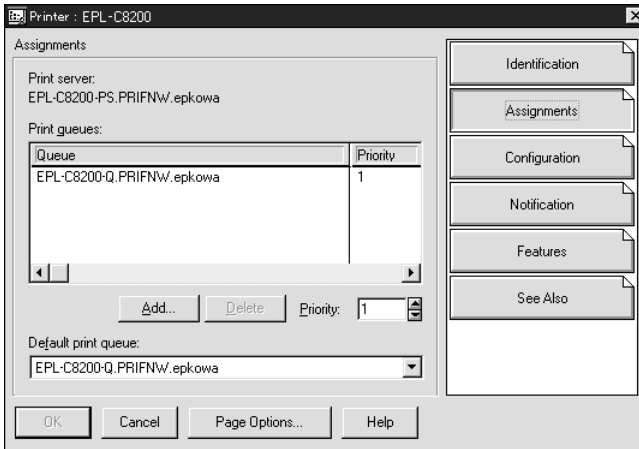 Printer : EPL-C8200
Assignments
Print server:
EPL-C8200-PS.PRIFNW.epkowa
Print queues:
Queue Priority
EPL-C8200-Q.PRIFNW.epkowa 1
Add... Delete Priority: 1
Default print queue:
EPL-C8200-Q.PRIFNW.epkowa
OK Cancel Page Options... Help
Identification
Assignments
Configuration
Notification
Features
See Also